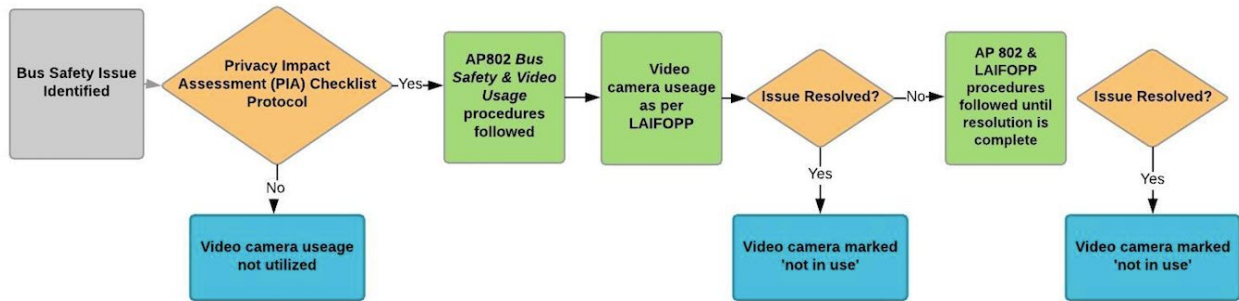 Bus Safety Issue
Identified
Privacy Impact
Assessment (PIA) Checklist
Protocol
Yes
AP802 Bus
Safety & Video
Usage
procedures
followed
Video
camera useage
as per
LAIFOPP
Issue Resolved?
No
AP 802 &
LAIFOPP
procedures
followed until
resolution is
complete
Issue Resolved?
No
Yes
Yes
Video camera useage
not utilized
Video camera marked
'not in use'
Video camera marked
'not in use'